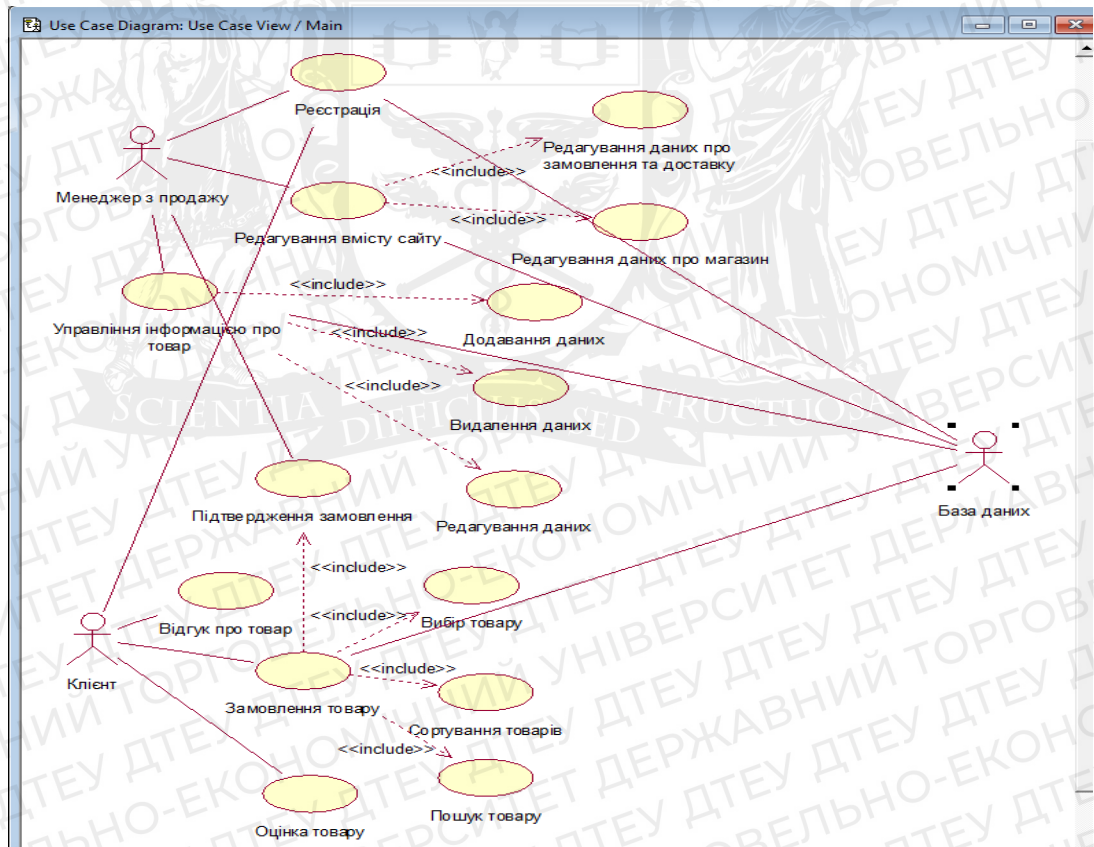 Use Case Diagram: Use Case View / Main
Реєстрація
Редагування даних про
замовлення та доставку
<<include>>
Менеджер з продажу
<<include>>
Редагування вмісту сайту
Редагування даних про магазин
<<include>>
Управління інформацією про
товар
<<include>>
Додавання даних
<<include>>
Видалення даних
База даних
Підтвердження замовлення
Редагування даних
<<include>>
<<include>>
Вибір товару
Відгук про товар
Клієнт
<<include>>
Замовлення товару
Сортування товарів
<<include>>
Пошук товару
Оцінка товару